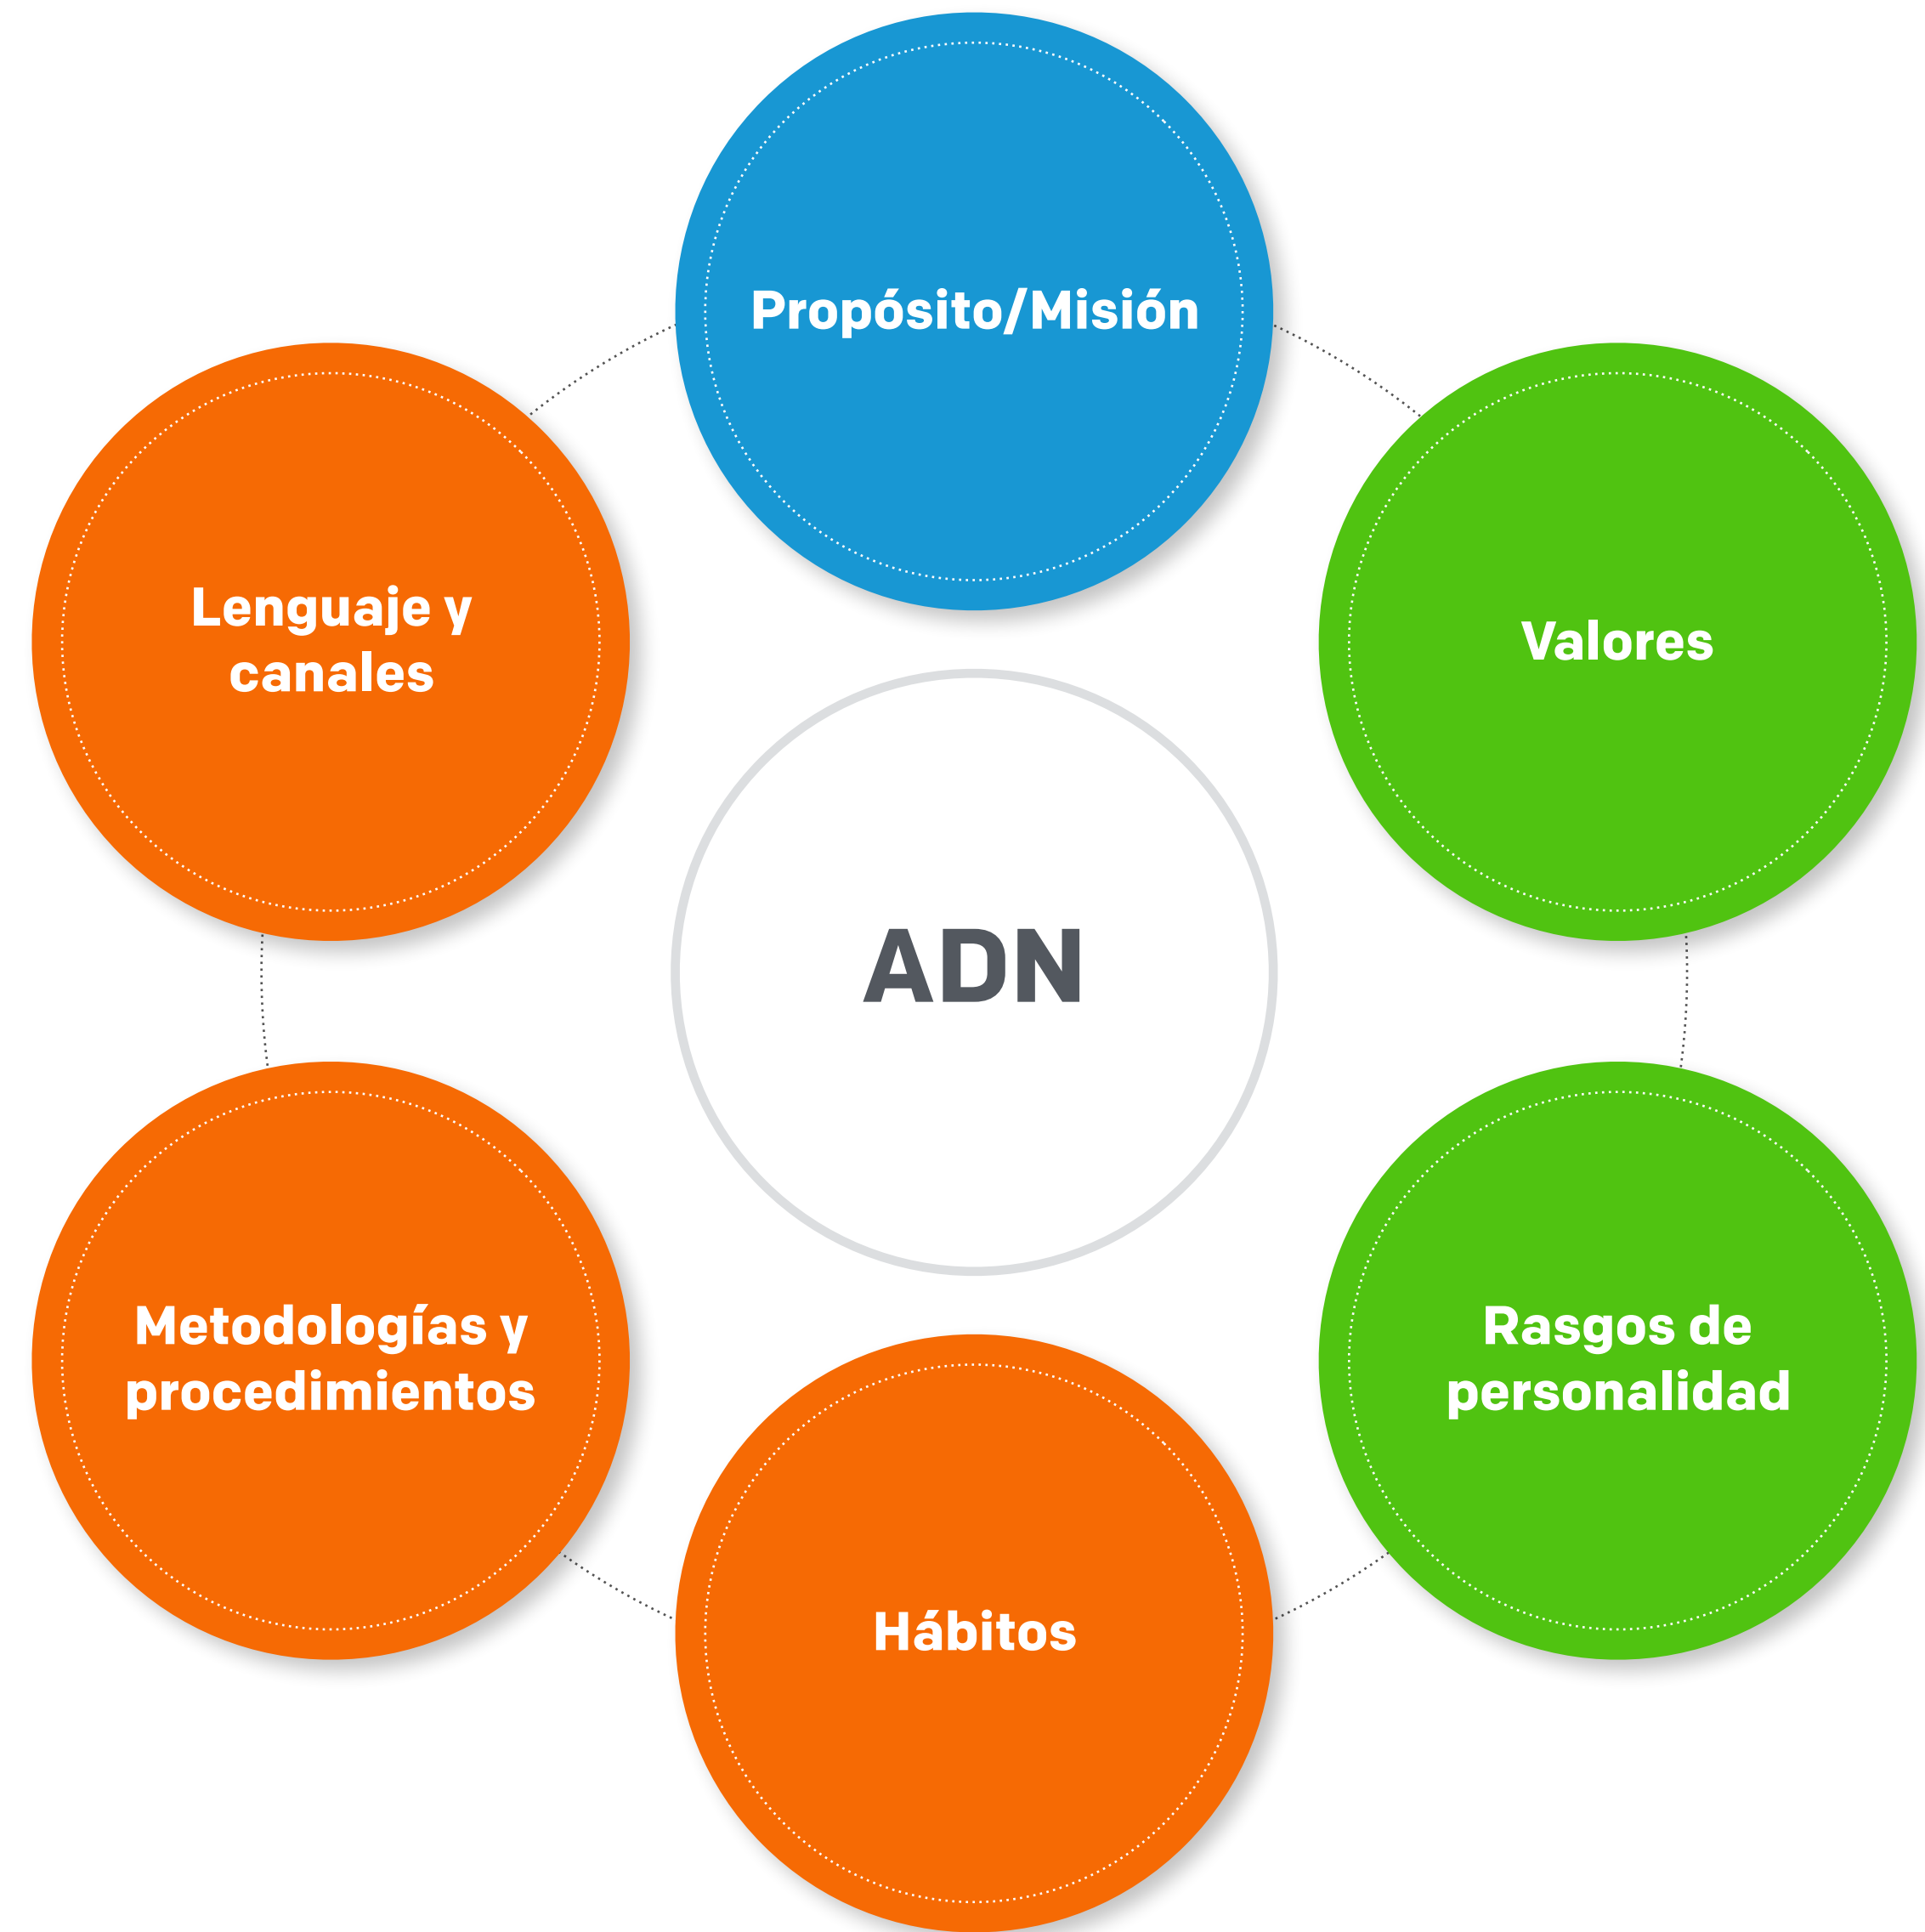 Propósito/Misión
Valores
Rasgos de
personalidad
Hábitos
Metodologías y
procedimientos
Lenguaje y
canales
ADN